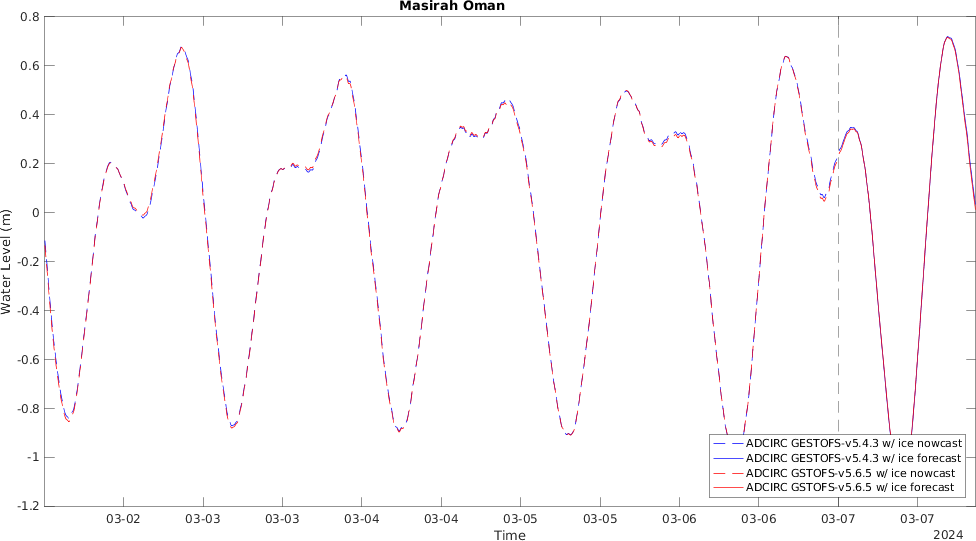 Masirah Oman
0.8
0.6
0.4
0.2
0
-0.2
-0.4
-0.6
-0.8
-1
-1.2
Water Level (m)
ADCIRC GESTOFS-v5.4.3 w/ ice nowcast
ADCIRC GESTOFS-v5.4.3 w/ ice forecast
ADCIRC GSTOFS-v5.6.5 w/ ice nowcast
ADCIRC GSTOFS-v5.6.5 w/ ice forecast
03-02 03-03 03-03 03-04 03-04 03-05 03-05 03-06 03-06 03-07 03-07
Time
2024